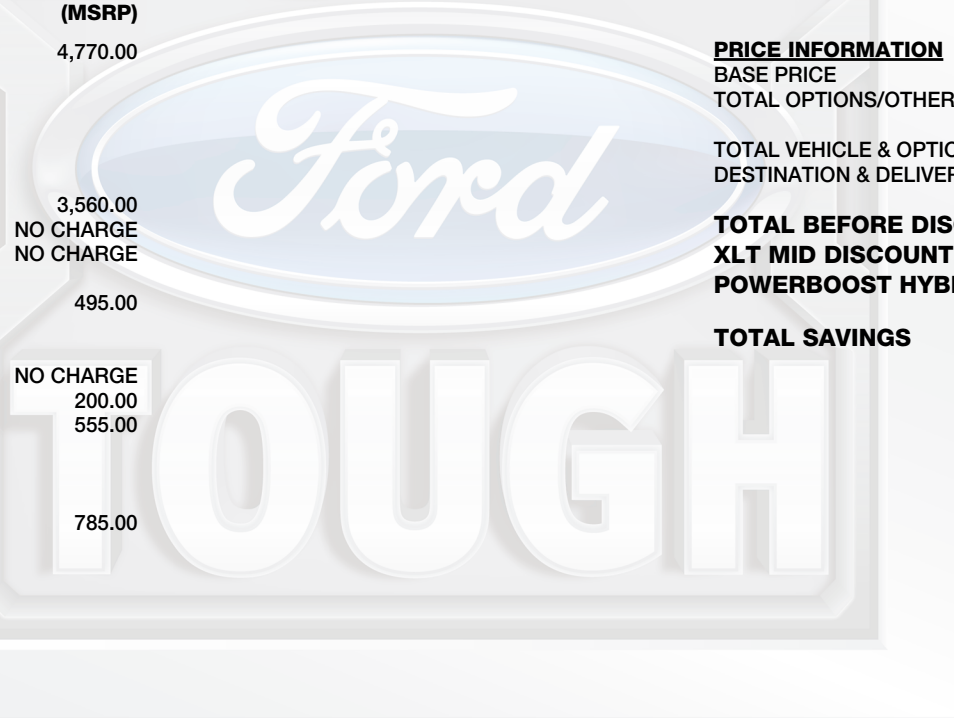 (MSRP)
4,770.00
3,560.00
NO CHARGE
NO CHARGE
495.00
NO CHARGE
200.00
555.00
785.00
PRICE INFORMATION
BASE PRICE
TOTAL OPTIONS/OTHER
TOTAL VEHICLE & OPTIO
DESTINATION & DELIVER
TOTAL BEFORE DIS
XLT MID DISCOUNT
POWERBOOST HYB
TOTAL SAVINGS
Ford
TOUGH